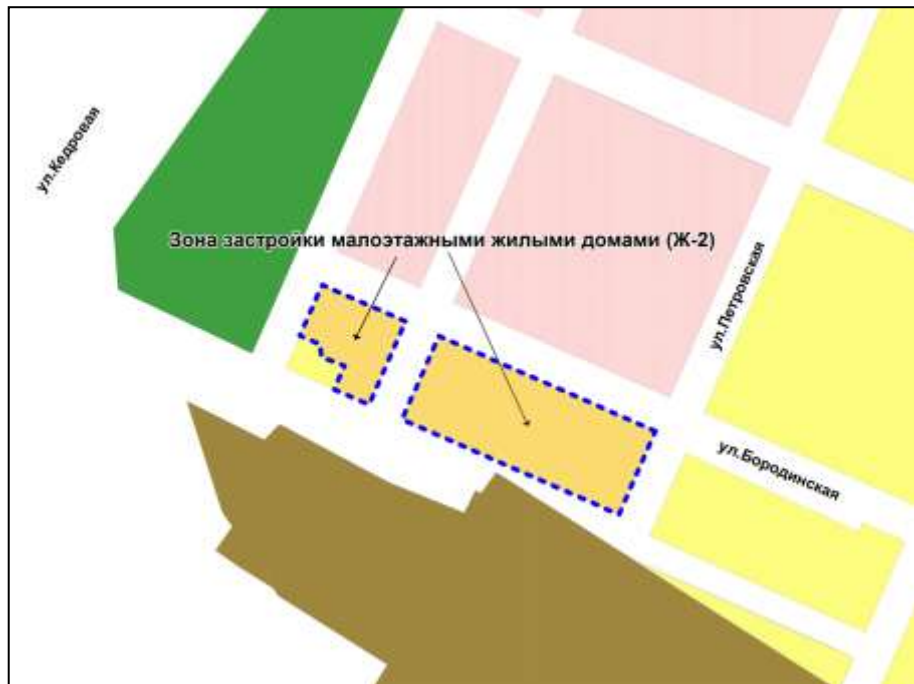 ул.Кедровая
Зона застройки малоэтажными жилыми домами (Ж-2)
ул.Петровская
ул.Бородинская